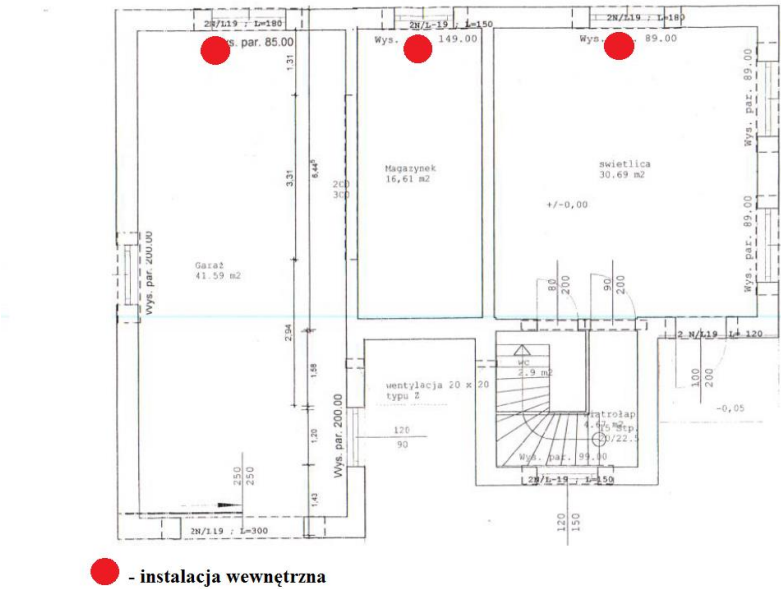 2N/L19 ; L=180
2N/L-19 ; L=150
2N/L19 ; L=180
par. 85.00
Wys. 149.00
Wys. 89.00
1,31
3,31
6,44⁵
2,94
1,58
1,20
1,43
Magazynek
16,61 m2
swietlica
30.69 m2
+/-0,00
Wys. par. 89.00
Wys. par. 89.00
Garaż
41.59 m2
Wys. par. 200.00
80
200
90
200
2 N/L19 L= 120
100
200
-0,05
WC
2.9 m2
wentylacja 20 x 20
typu Z
120
90
Wys. par. 200.00
Wys. par. 99.00
2N/L-19 ; L=150
120
150
250
250
2N/L19 ; L=300
- instalacja wewnętrzna